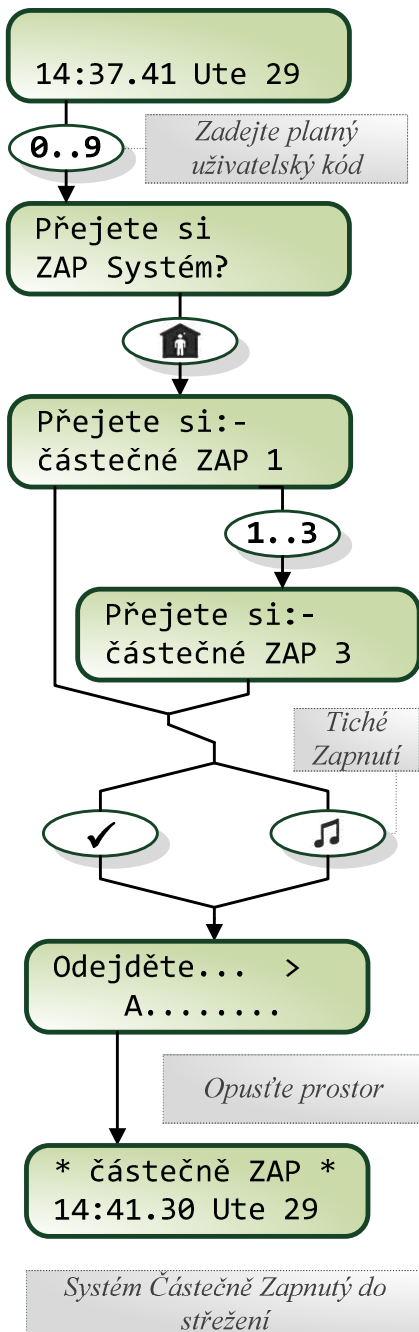 14:37.41 Ute 29
0..9
Zadejte platný
uživatelský kód
Přejete si
ZAP Systém?
Přejete si:-
částečné ZAP 1
1..3
Přejete si:-
částečné ZAP 3
Tiché
Zapnutí
Odejděte... >
A........
Opusťte prostor
* částečně ZAP *
14:41.30 Ute 29
Systém Částečně Zapnutý do
střežení